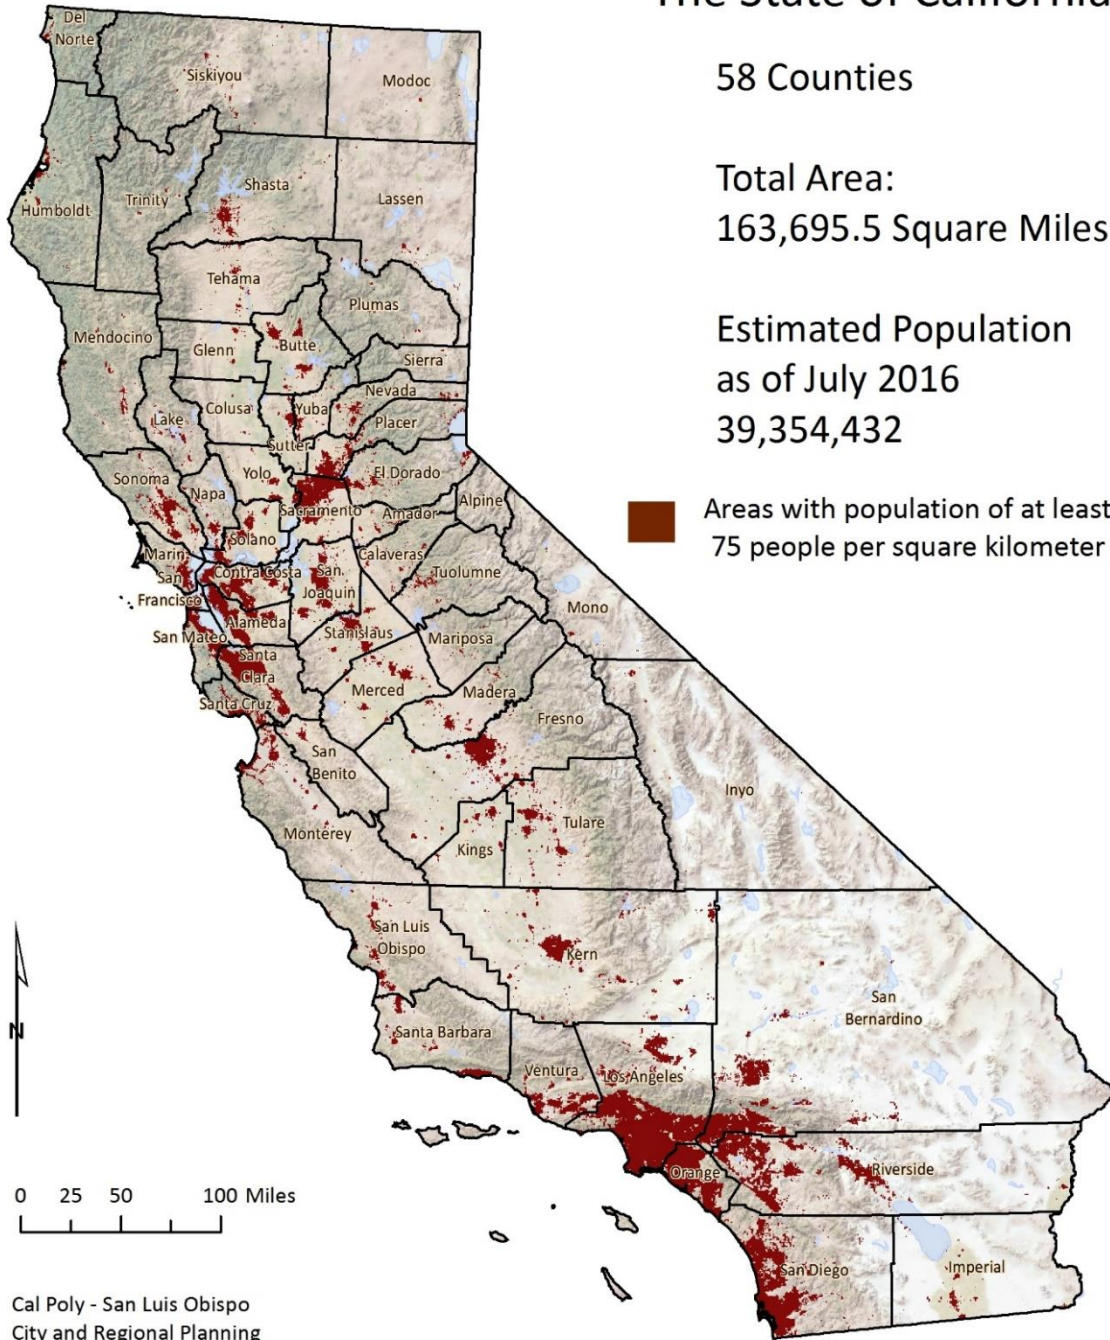 The State of California
58 Counties
Total Area:
163,695.5 Square Miles
Estimated Population
as of July 2016
39,354,432
Areas with population of at least
75 people per square kilometer
Del
Norte
Siskiyou
Modoc
Humboldt
Trinity
Shasta
Lassen
Tehama
Plumas
Mendocino
Glenn
Butte
Sierra
Lake
Colusa
Yuba
Nevada
Placer
Sutter
Sonoma
Napa
Yolo
El Dorado
Sacramento
Amador
Alpine
Solano
Marin
Calaveras
San
Francisco
Contra Costa
San
Joaquin
Tuolumne
Mono
Alameda
San Mateo
Stanislaus
Mariposa
Santa
Clara
Santa Cruz
Merced
Madera
Fresno
San
Benito
Inyo
Monterey
Kings
Tulare
San Luis
Obispo
Kern
San
Bernardino
Santa Barbara
Ventura
Los Angeles
Orange
Riverside
San Diego
Imperial
N
0 25 50 100 Miles
Cal Poly - San Luis Obispo
City and Regional Planning